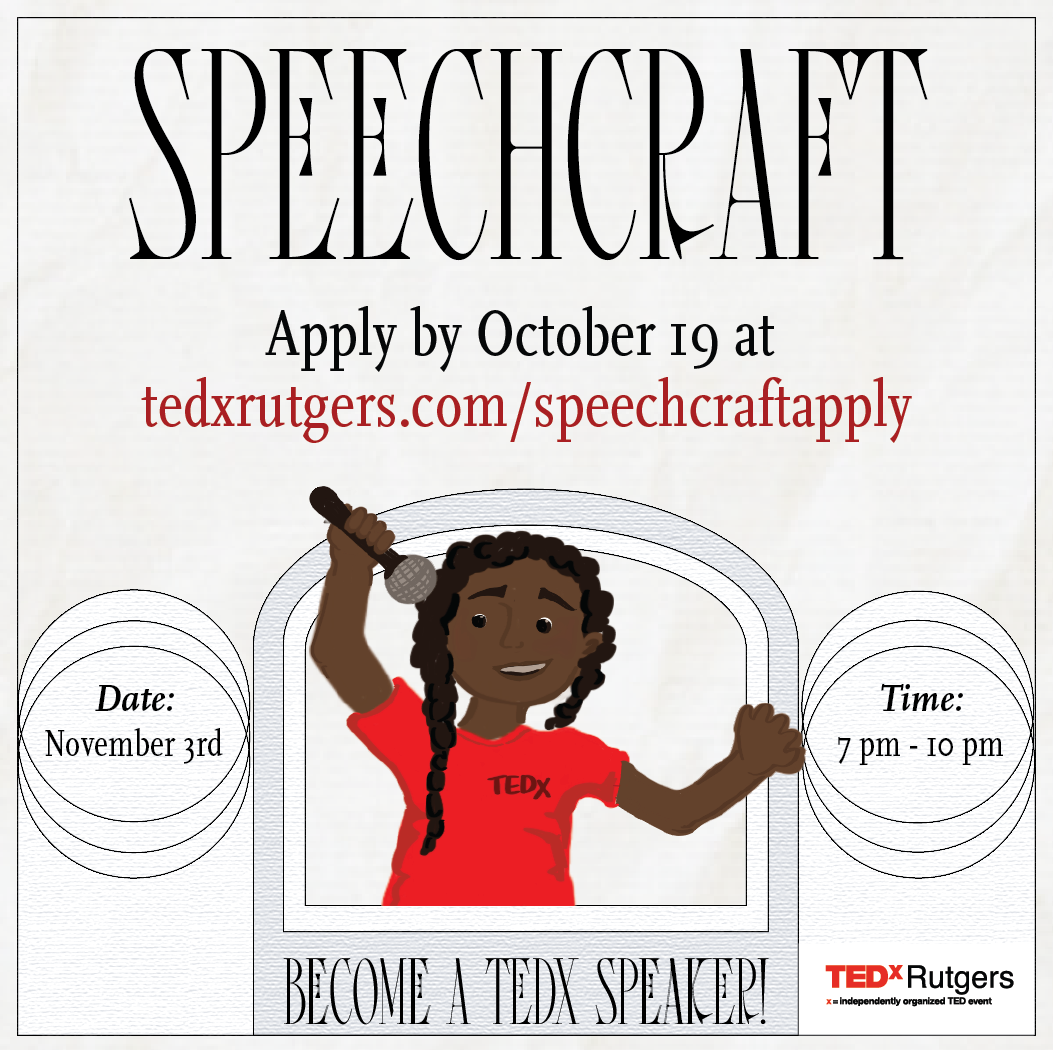 SPEECHCRAFT
Apply by October 19 at
tedxrutgers.com/speechcraftapply
Date:
November 3rd
Time:
7 pm - 10 pm
TEDX
BECOME A TEDX SPEAKER!
TEDx Rutgers
x = independently organized TED event